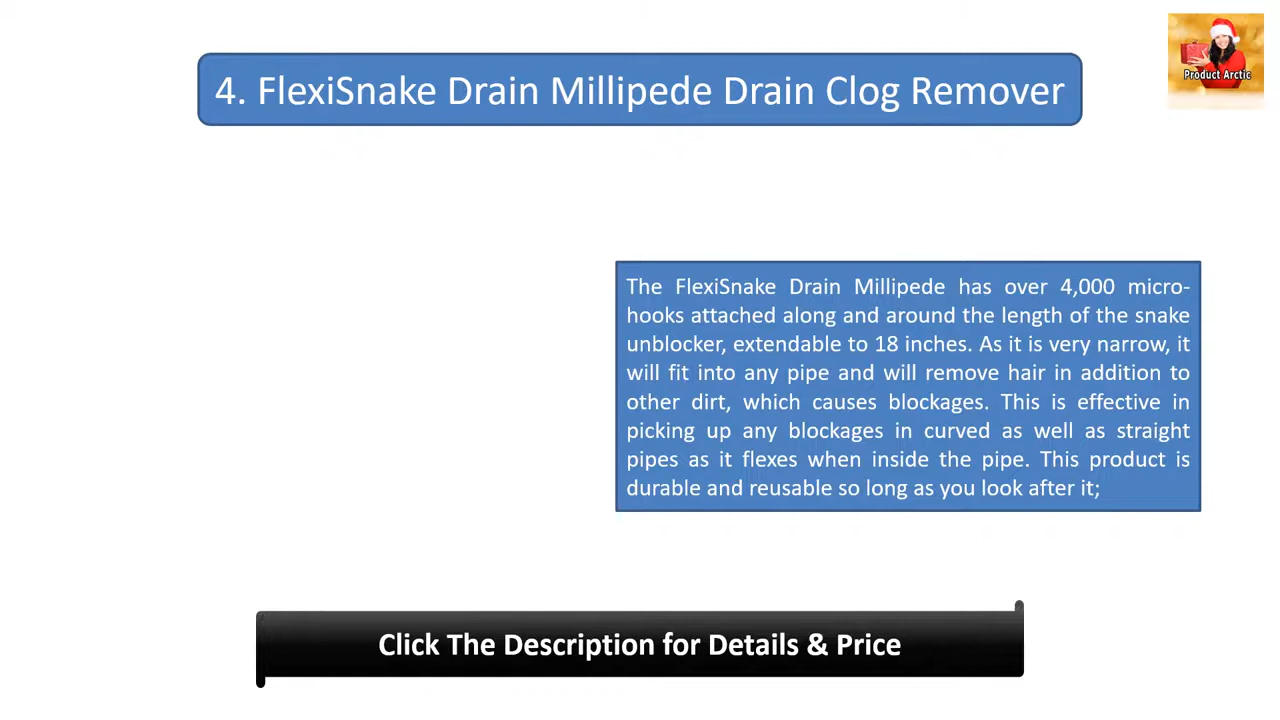 Product Arctic
4. FlexiSnake Drain Millipede Drain Clog Remover
The FlexiSnake Drain Millipede has over 4,000 micro-
hooks attached along and around the length of the snake
unblocker, extendable to 18 inches. As it is very narrow, it
will fit into any pipe and will remove hair in addition to
other dirt, which causes blockages. This is effective in
picking up any blockages in curved as well as straight
pipes as it flexes when inside the pipe. This product is
durable and reusable so long as you look after it;
Click The Description for Details & Price